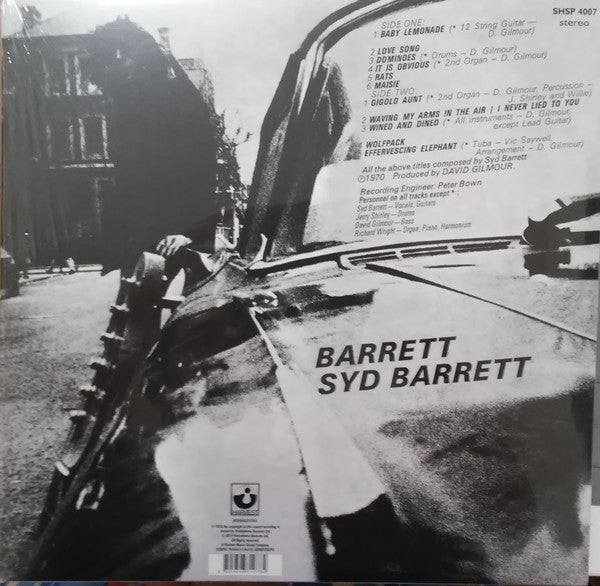 SHSP 4007
stereo
SIDE ONE:
1 BABY LEMONADE (* 12 String Guitar —
D. Gilmour)
2 LOVE SONG
3 DOMINOES (* Drums – D. Gilmour)
4 IT IS OBVIOUS (* 2nd Organ – D. Gilmour)
5 RATS
6 MAISIE
SIDE TWO:
1 GIGOLO AUNT (* 2nd Organ – D. Gilmour, Percussion –
J. Shirley and Willie)
2 WAVING MY ARMS IN THE AIR | I NEVER LIED TO YOU
3 WINED AND DINED (* All instruments – D. Gilmour,
except Lead Guitar)
WOLFPACK
EFFERVESCING ELEPHANT (* Tuba – Vic Saywell,
Arrangement – D. Gilmour)
All the above titles composed by Syd Barrett
℗1970 Produced by DAVID GILMOUR.
Recording Engineer: Peter Bown
Personnel on all tracks except * :
Syd Barrett – Vocals, Guitars
Jerry Shirley – Drums
David Gilmour – Bass
Richard Wright – Organ, Piano, Harmonium
BARRETT
SYD BARRETT
HARVEST